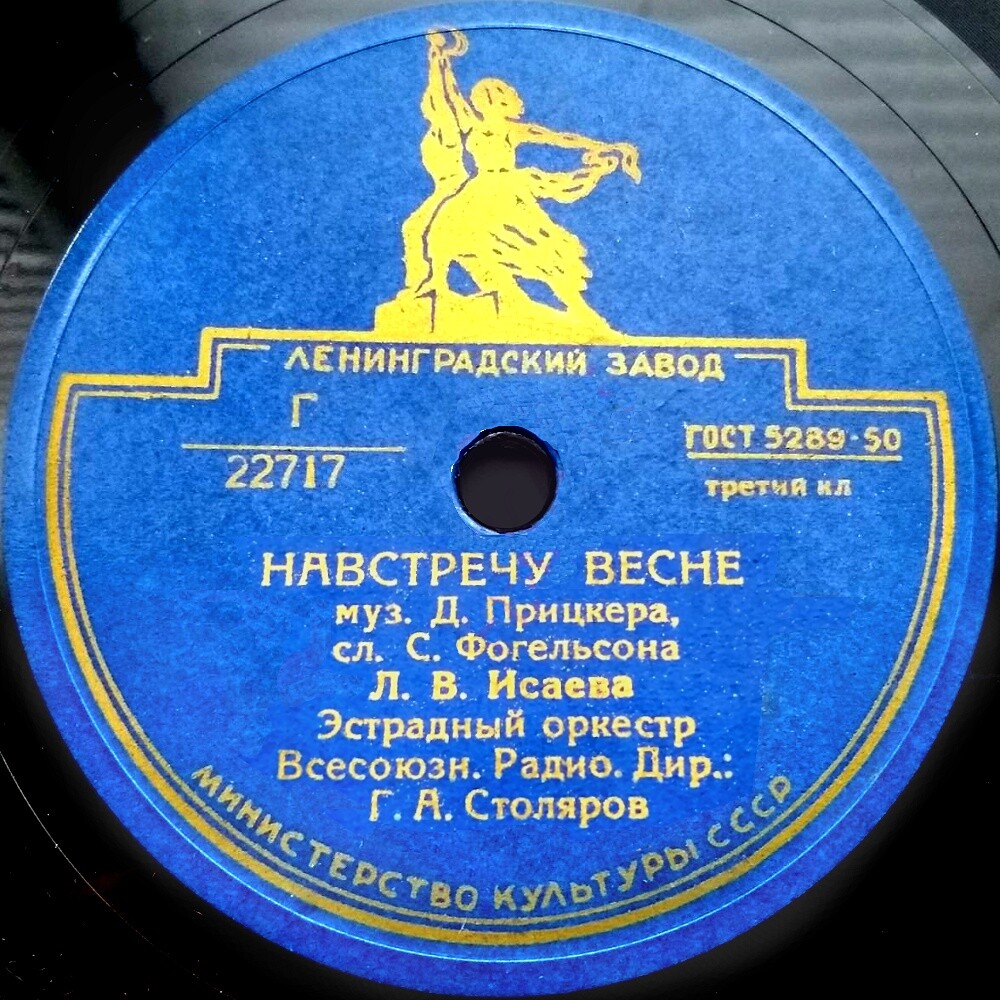 ЛЕНИНГРАДСКИЙ ЗАВОД
Г
22717
ГОСТ 5289-50
третий кл
НАВСТРЕЧУ ВЕСНЕ
муз. Д. Прицкера,
сл. С. Фогельсона
Л. В. Исаева
Эстрадный оркестр
Всесоюзн. Радио. Дир.:
Г. А. Столяров
МИНИСТЕРСТВО КУЛЬТУРЫ СССР